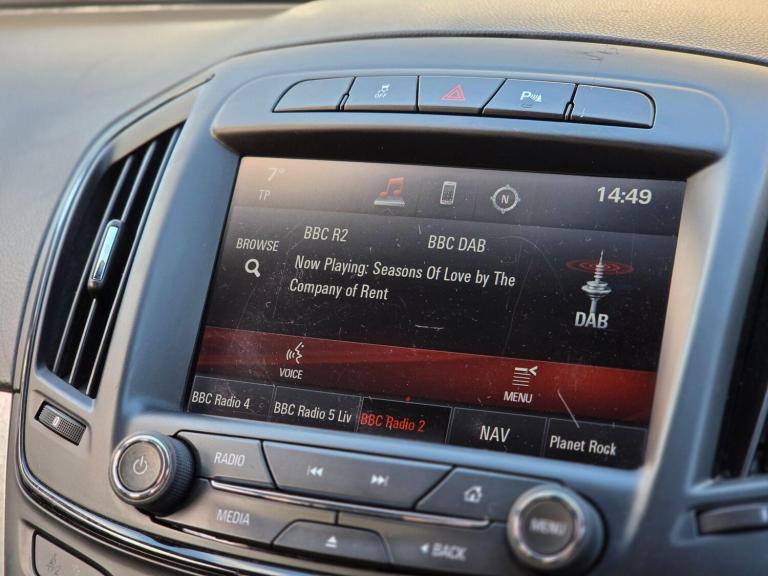 OFF
P
7°
TP
N
14:49
BBC R2
BBC DAB
BROWSE
Now Playing: Seasons Of Love by The
Company of Rent
DAB
VOICE
MENU
BBC Radio 4
BBC Radio 5 Liv
BBC Radio 2
NAV
Planet Rock
RADIO
MEDIA
BACK
MENU